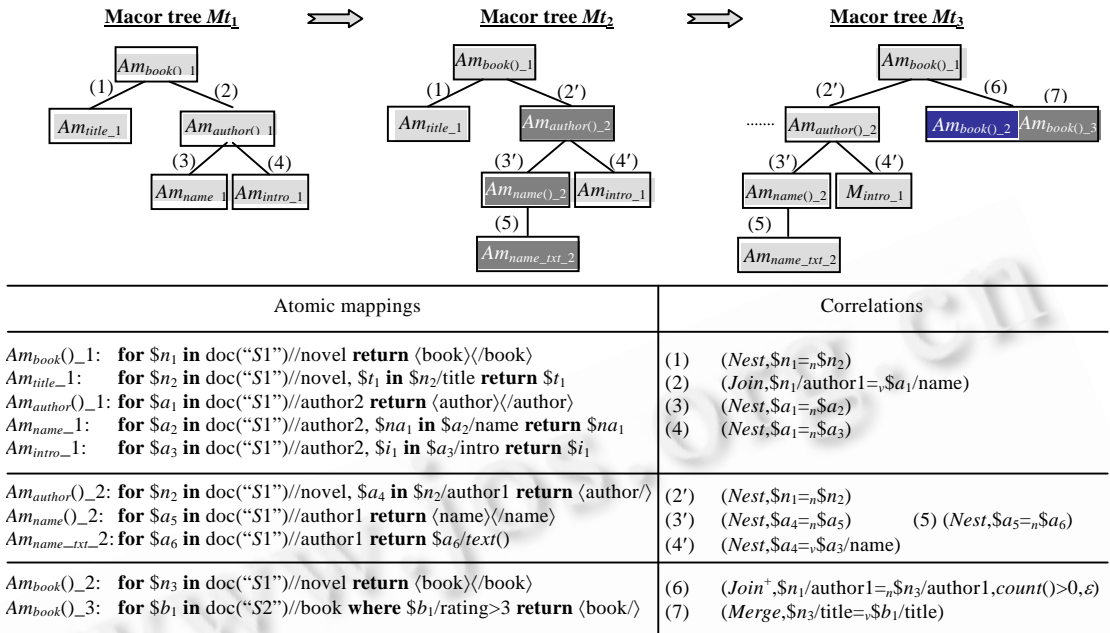 Macor tree Mt1 Macor tree Mt2 Macor tree Mt3
Ambook()_1
(1) (2)
Amtitle_1 Amauthor()_1
(3) (4)
Amname_1 Amintro_1
Ambook()_1
(1) (2′)
Amtitle_1 Amauthor()_2
(3′) (4′)
Amname()_2 Amintro_1
(5)
Amname_txt_2
Ambook()_1
(2′) (6) (7)
....... Amauthor()_2 Ambook()_2 Ambook()_3
(3′) (4′)
Amname()_2 Mintro_1
(5)
Amname_txt_2
Atomic mappings Correlations
Ambook()_1: for $n1 in doc(“S1”)//novel return ⟨book⟩⟨/book⟩
Amtitle_1: for $n2 in doc(“S1”)//novel, $t1 in $n2/title return $t1
Amauthor()_1: for $a1 in doc(“S1”)//author2 return ⟨author⟩⟨/author⟩
Amname_1: for $a2 in doc(“S1”)//author2, $na1 in $a2/name return $na1
Amintro_1: for $a3 in doc(“S1”)//author2, $i1 in $a3/intro return $i1
(1) (Nest,$n1=n$n2)
(2) (Join,$n1/author1=v$a1/name)
(3) (Nest,$a1=n$a2)
(4) (Nest,$a1=n$a3)
Amauthor()_2: for $n2 in doc(“S1”)//novel, $a4 in $n2/author1 return ⟨author/⟩
Amname()_2: for $a5 in doc(“S1”)//author1 return ⟨name⟩⟨/name⟩
Amname_txt_2: for $a6 in doc(“S1”)//author1 return $a6/text()
(2′) (Nest,$n1=n$n2)
(3′) (Nest,$a4=n$a5) (5) (Nest,$a5=n$a6)
(4′) (Nest,$a4=v$a3/name)
Ambook()_2: for $n3 in doc(“S1”)//novel return ⟨book⟩⟨/book⟩
Ambook()_3: for $b1 in doc(“S2”)//book where $b1/rating>3 return ⟨book/⟩
(6) (Join+,$n1/author1=n$n3/author1,count()>0,ε)
(7) (Merge,$n3/title=v$b1/title)
www.jos.org.cn